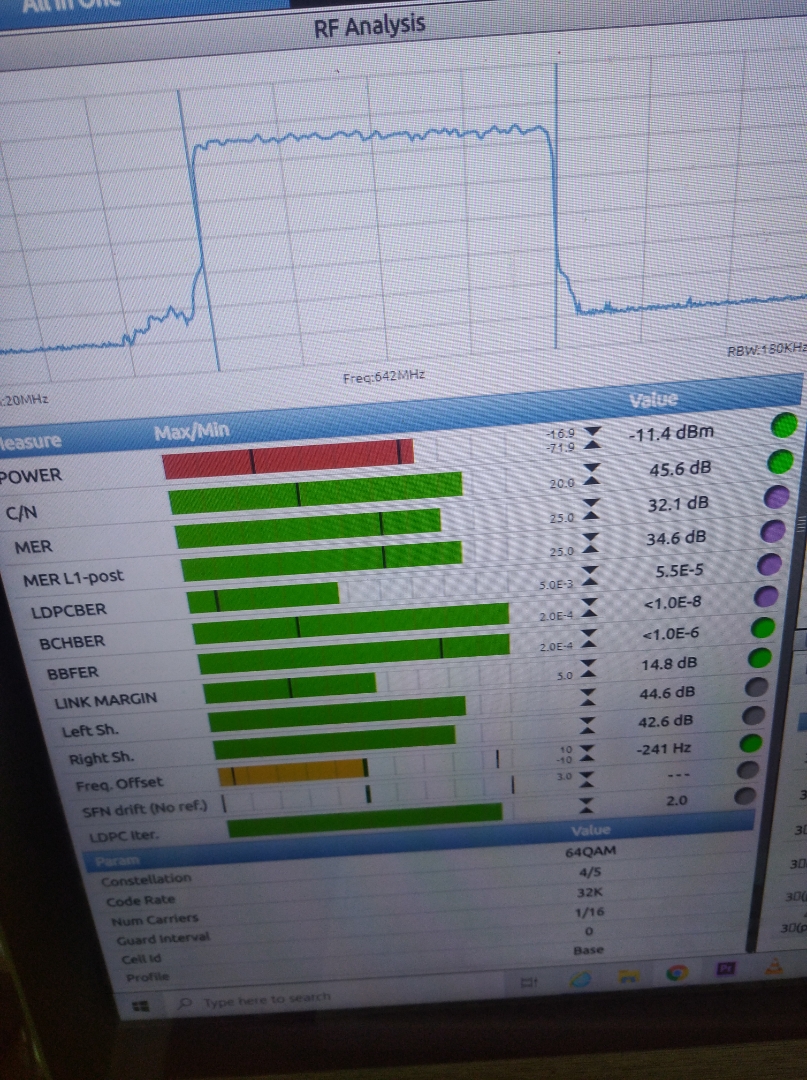 All in One
RF Analysis
:20MHz
Freq:642MHz
RBW:180KHz
Measure Max/Min Value
POWER -16.9 -71.9 -11.4 dBm
C/N 20.0 45.6 dB
MER 25.0 32.1 dB
MER L1-post 25.0 34.6 dB
LDPCBER 5.0E-3 5.5E-5
BCHBER 2.0E-4 <1.0E-8
BBFER 2.0E-4 <1.0E-6
LINK MARGIN 5.0 14.8 dB
Left Sh. 44.6 dB
Right Sh. 42.6 dB
Freq. Offset 10 -10 -241 Hz
SFN drift (No ref.) 3.0 ---
LDPC Iter. 2.0
Param Value
Constellation 64QAM
Code Rate 4/5
Num Carriers 32K
Guard Interval 1/16
Cell Id 0
Profile Base
Type here to search
Pr